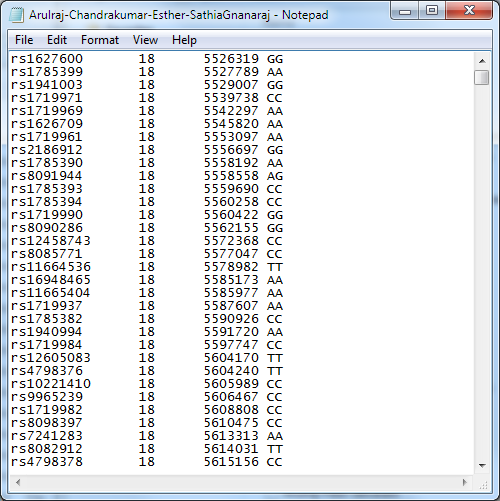 Arulraj-Chandrakumar-Esther-SathiaGnanaraj - Notepad
File Edit Format View Help
rs1627600 18 5526319 GG
rs1785399 18 5527789 AA
rs1941003 18 5529007 GG
rs1719971 18 5539738 CC
rs1719969 18 5542297 AA
rs1626709 18 5545820 AA
rs1719961 18 5553097 AA
rs2186912 18 5556697 GG
rs1785390 18 5558192 AA
rs8091944 18 5558558 AG
rs1785393 18 5559690 CC
rs1785394 18 5560258 CC
rs1719990 18 5560422 GG
rs8090286 18 5562155 GG
rs12458743 18 5572368 CC
rs8085771 18 5577047 CC
rs11664536 18 5578982 TT
rs16948465 18 5585173 AA
rs11665404 18 5585977 AA
rs1719937 18 5587607 AA
rs1785382 18 5590926 CC
rs1940994 18 5591720 AA
rs1719984 18 5597747 CC
rs12605083 18 5604170 TT
rs4798376 18 5604240 TT
rs10221410 18 5605989 CC
rs9965239 18 5606467 CC
rs1719982 18 5608808 CC
rs8098397 18 5610475 CC
rs7241283 18 5613313 AA
rs8082912 18 5614031 TT
rs4798378 18 5615156 CC